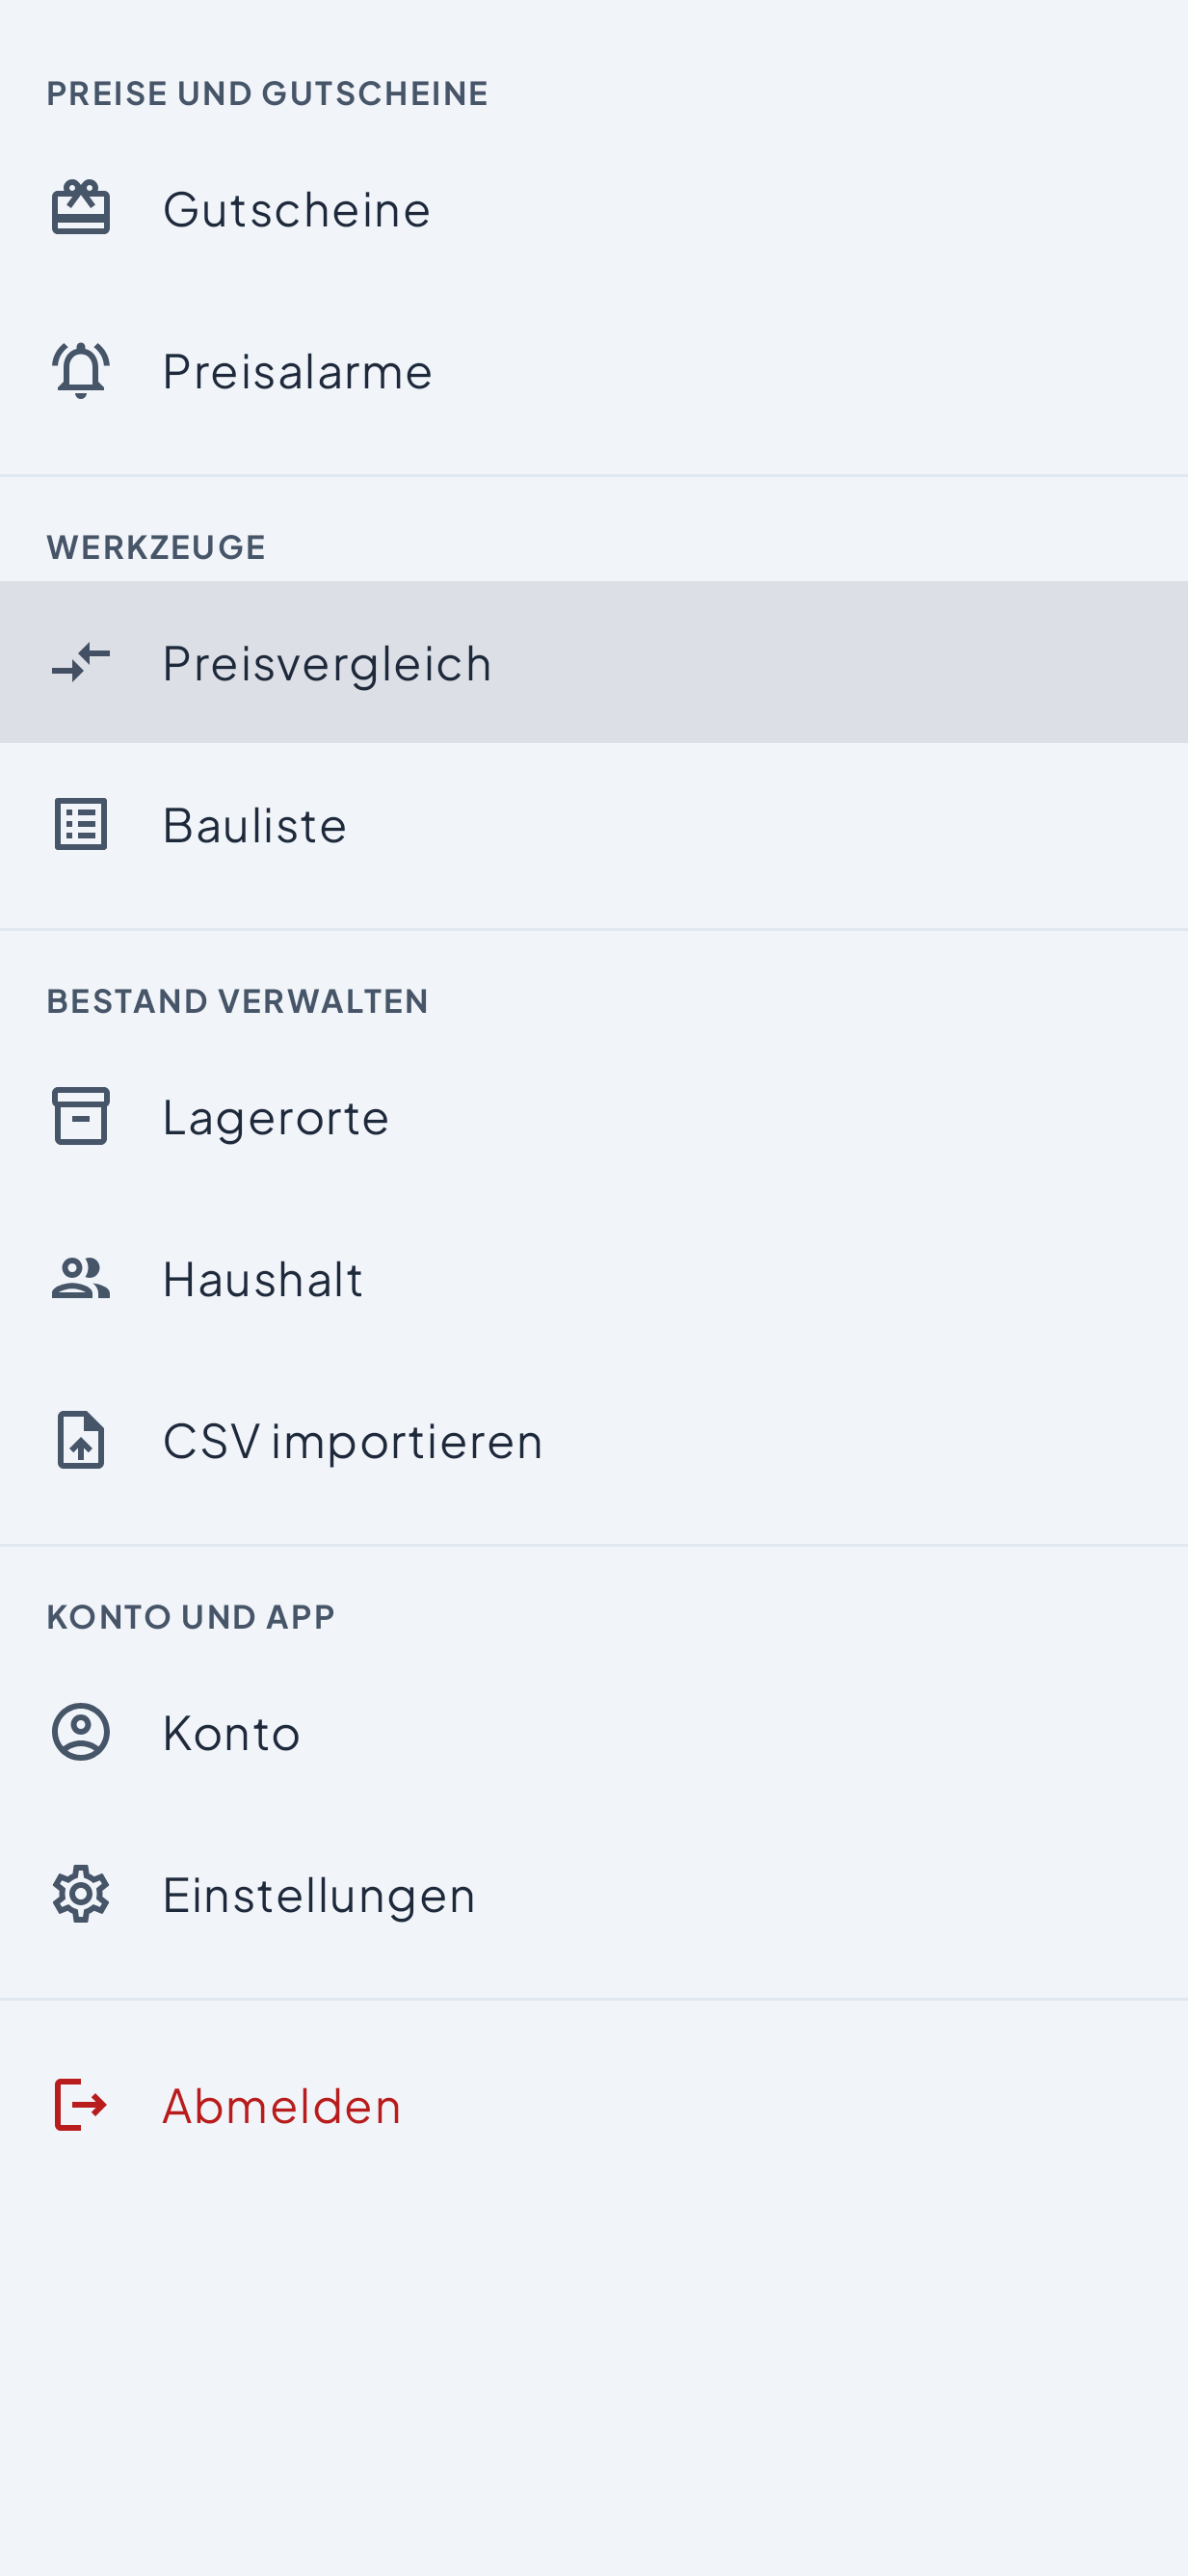 PREISE UND GUTSCHEINE
Gutscheine
Preisalarme
WERKZEUGE
Preisvergleich
Bauliste
BESTAND VERWALTEN
Lagerorte
Haushalt
CSV importieren
KONTO UND APP
Konto
Einstellungen
Abmelden